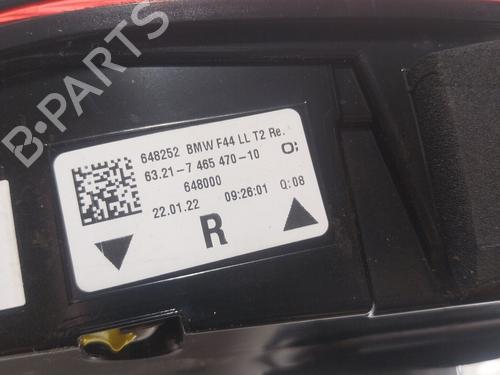 648252 BMW F44 LL T2 Re.
63.21-7 465 470-10 O:
648000
22.01.22 09:26:01 Q:08
R
B-PARTS